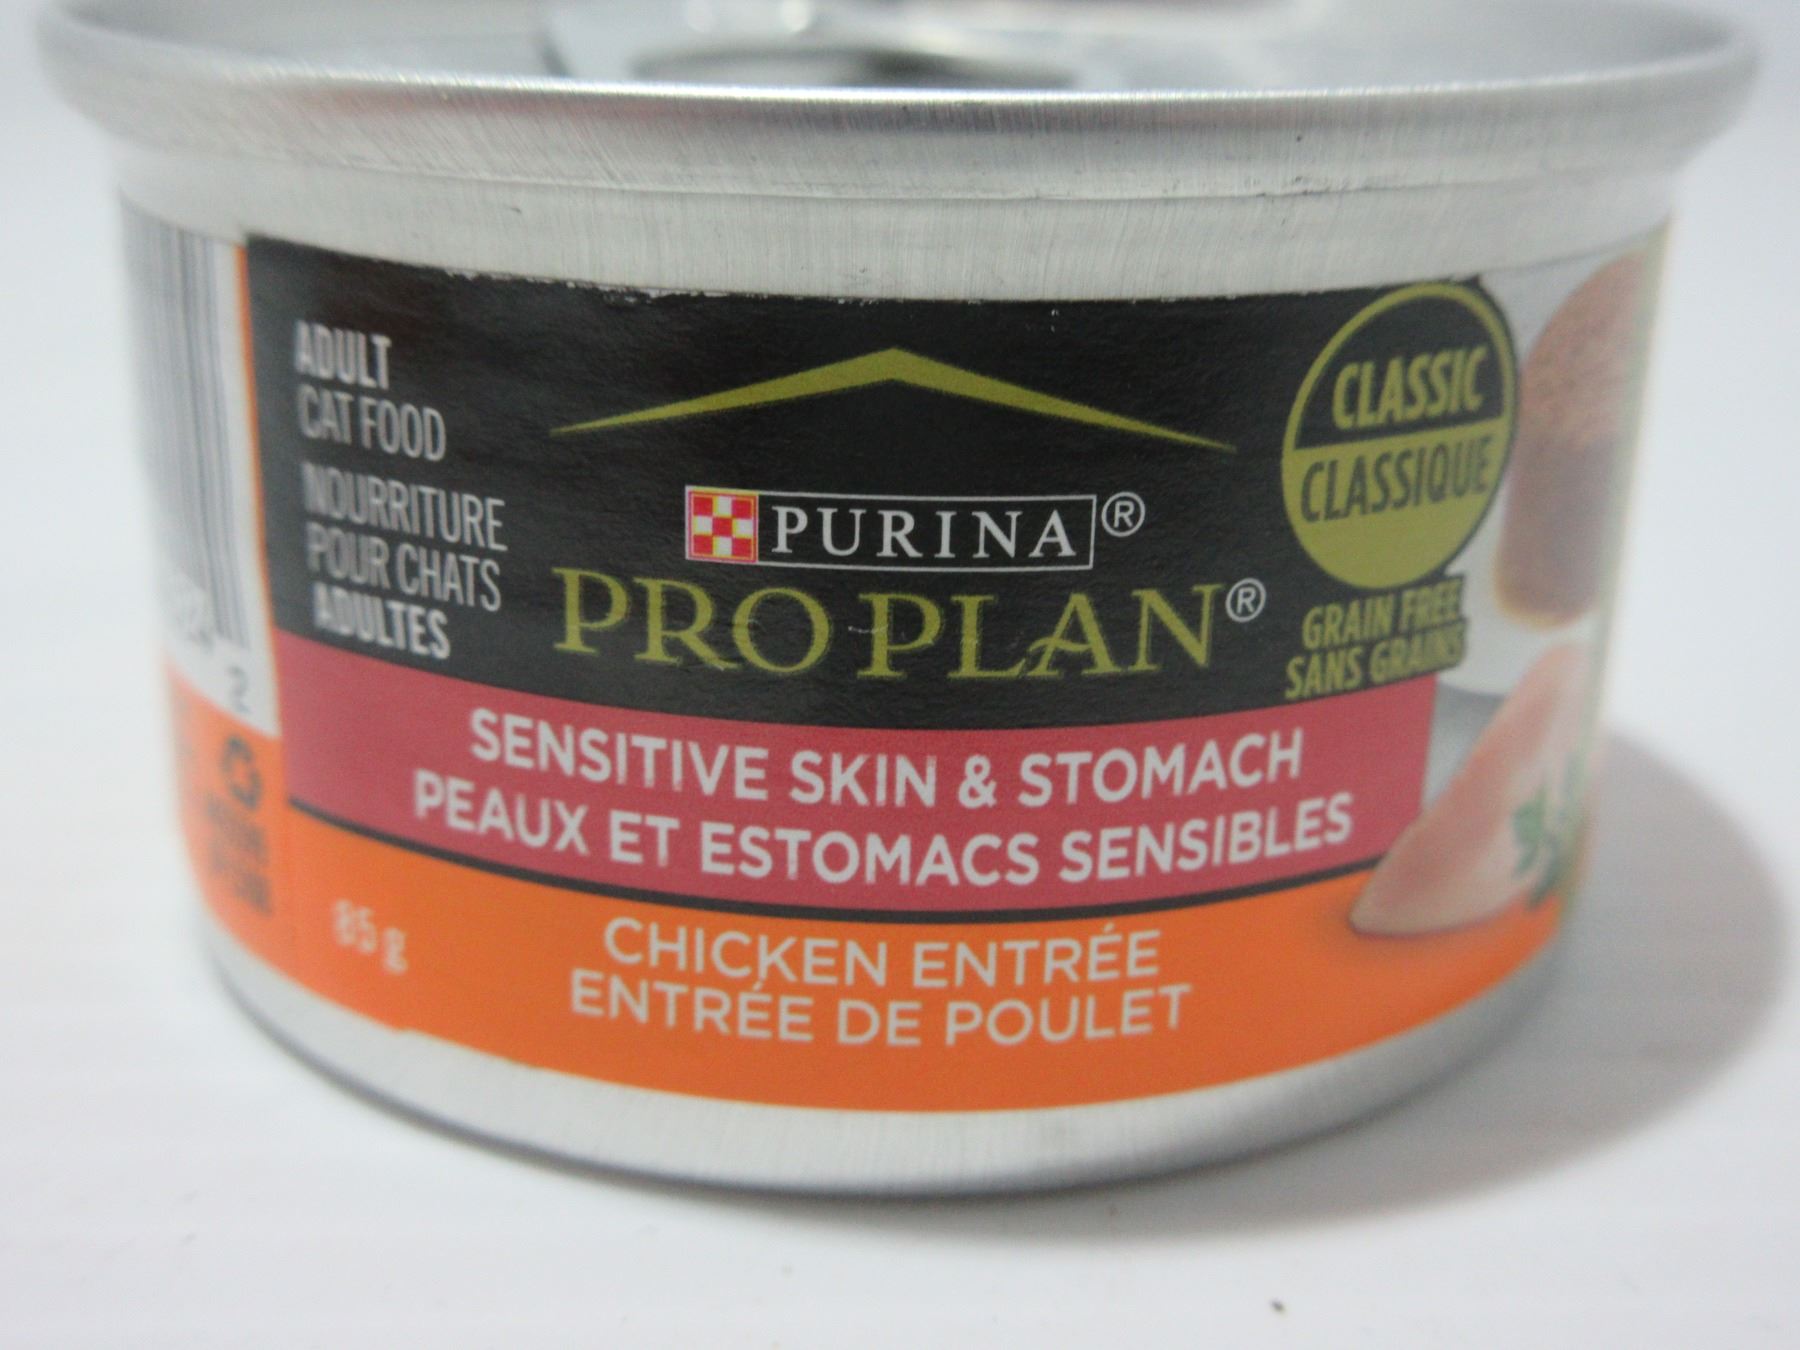 ADULT
CAT FOOD
NOURRITURE
POUR CHATS
ADULTES
PURINA®
PRO PLAN®
CLASSIC
CLASSIQUE
GRAIN FREE
SANS GRAINS
SENSITIVE SKIN & STOMACH
PEAUX ET ESTOMACS SENSIBLES
85 g
CHICKEN ENTRÉE
ENTRÉE DE POULET